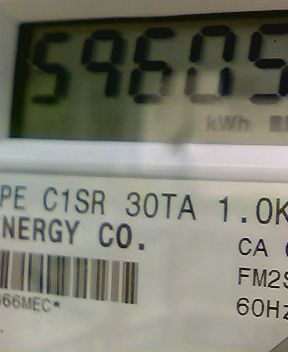 59605
kWh
PE C1SR 30TA 1.0K
NERGY CO.
CA
FM2S
66MEC*
60Hz